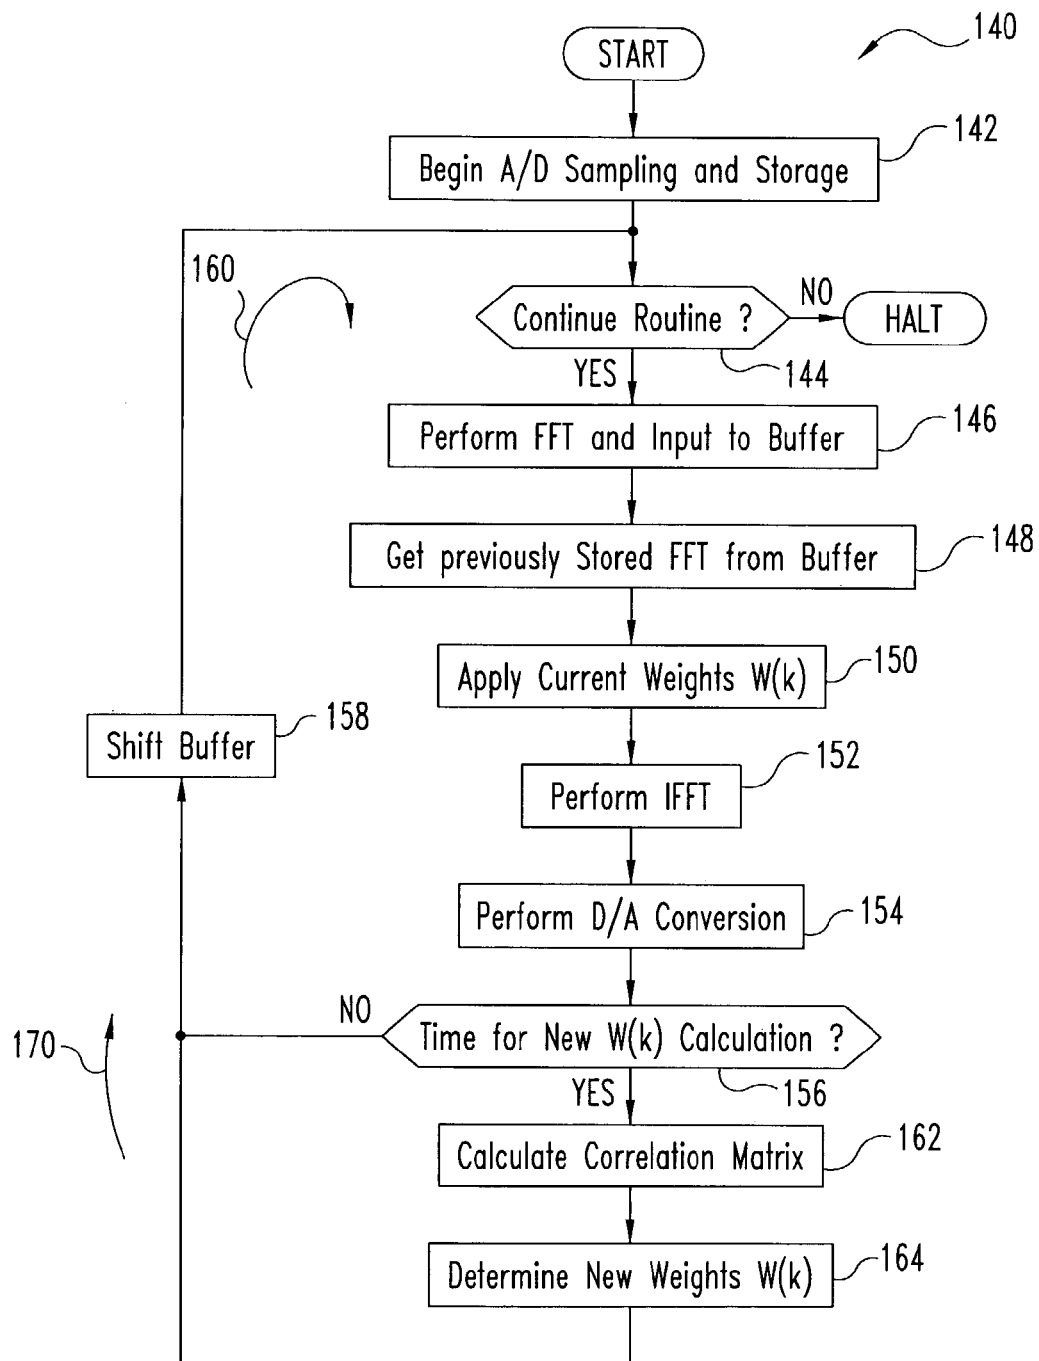 140
START
142
Begin A/D Sampling and Storage
160
Continue Routine ?
NO
HALT
144
YES
146
Perform FFT and Input to Buffer
148
Get previously Stored FFT from Buffer
150
Apply Current Weights W(k)
158
Shift Buffer
152
Perform IFFT
154
Perform D/A Conversion
NO
Time for New W(k) Calculation ?
170
156
YES
162
Calculate Correlation Matrix
164
Determine New Weights W(k)